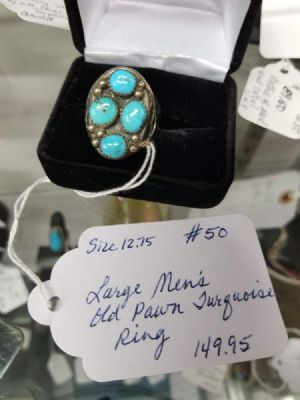 Size 12.75 #50
Large Men's
Old Pawn Turquoise
Ring 149.95